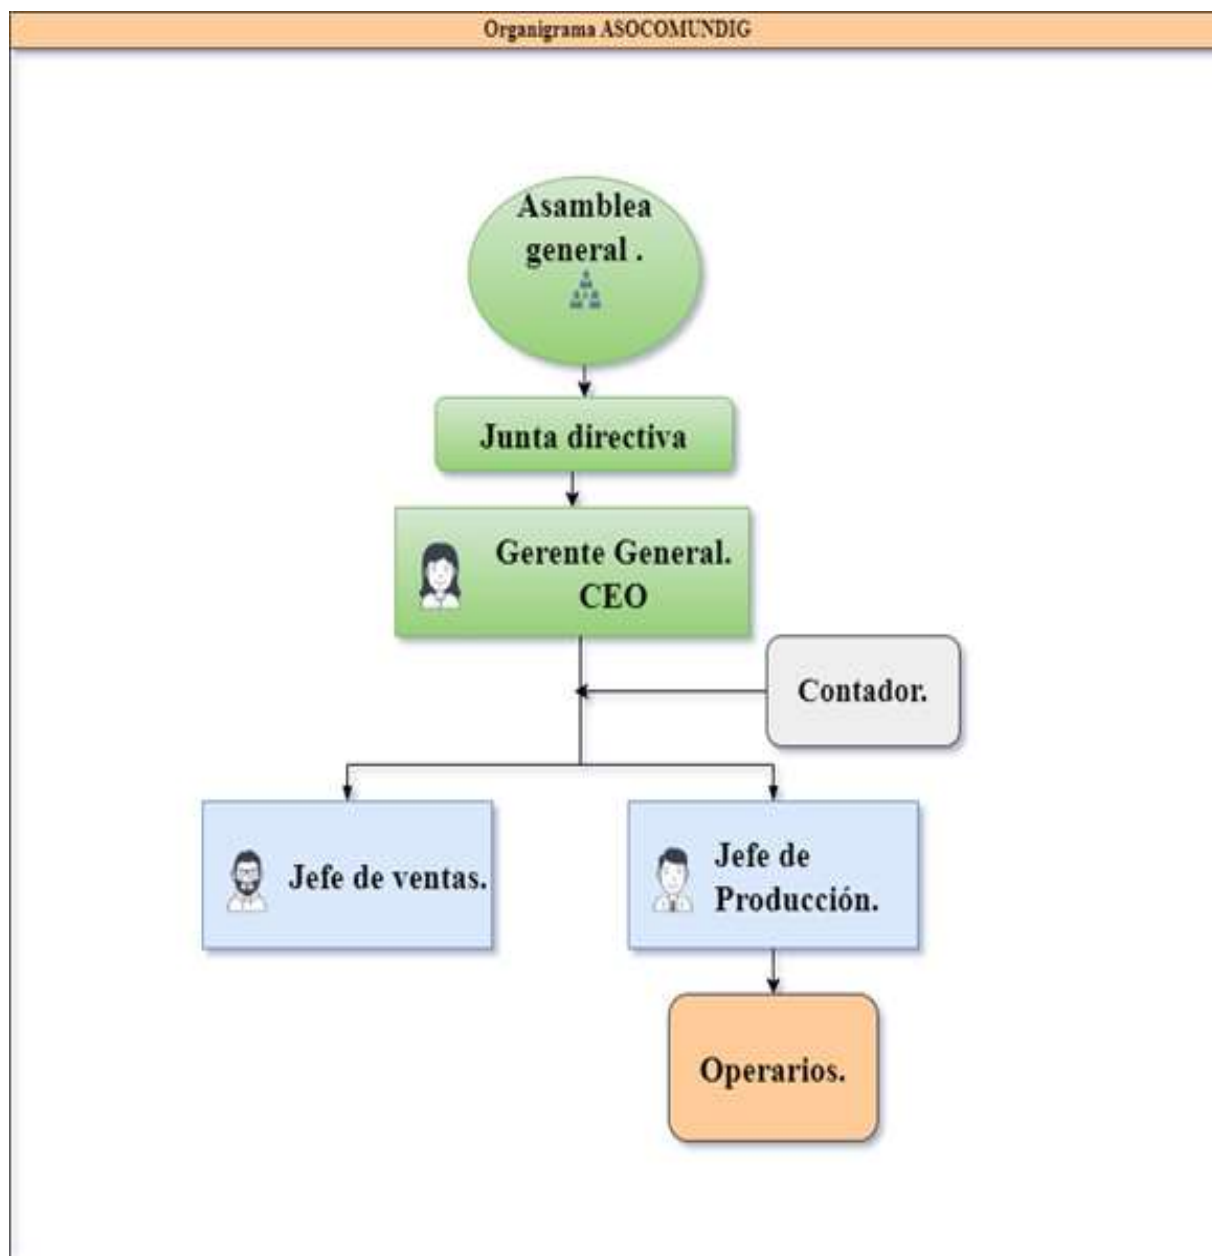 Organigrama ASOCOMUNDIG
Asamblea
general .
Junta directiva
Gerente General.
CEO
Contador.
Jefe de ventas.
Jefe de
Producción.
Operarios.